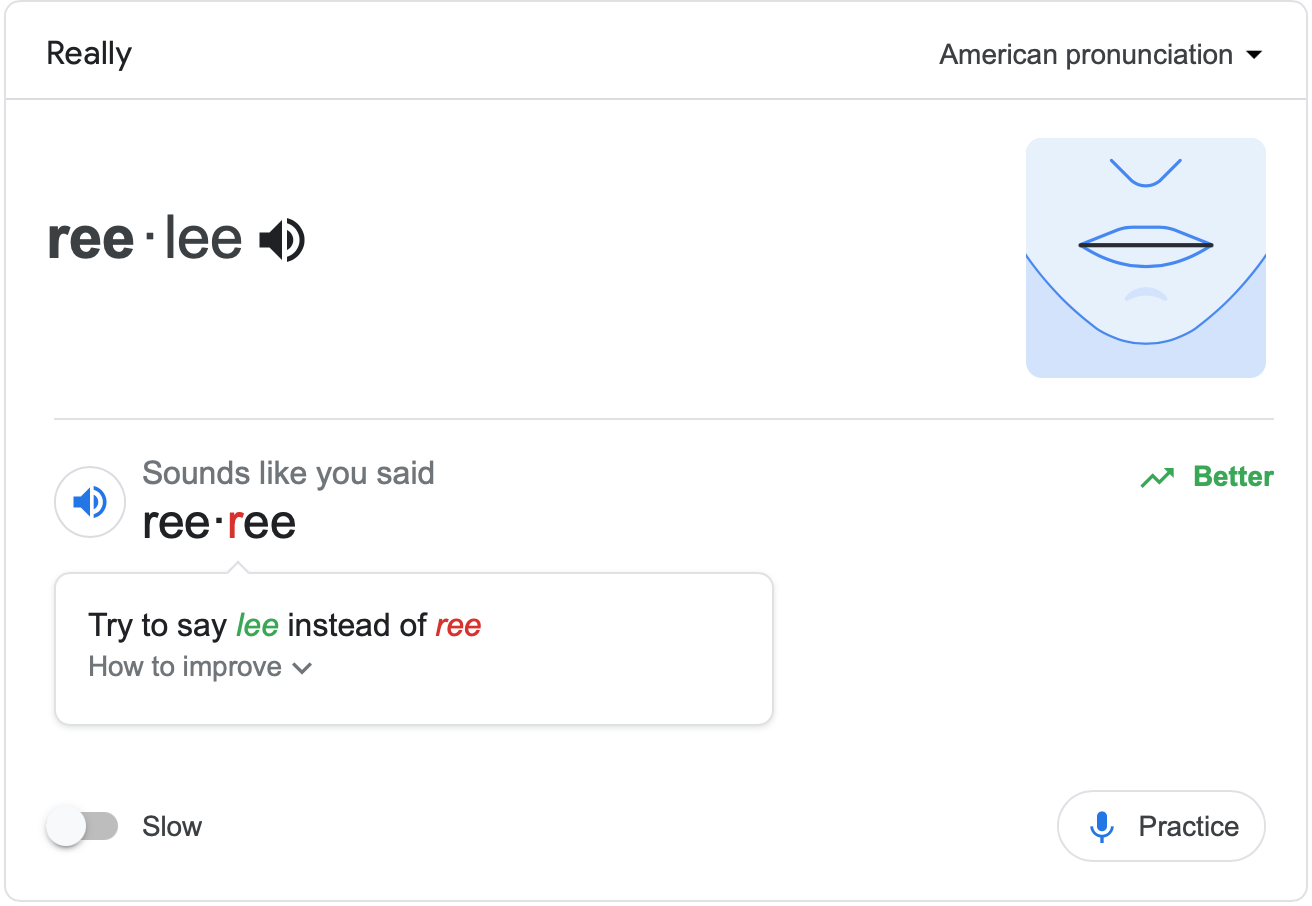 Really
American pronunciation
ree · lee
Sounds like you said
ree·ree
Better
Try to say lee instead of ree
How to improve
Slow
Practice